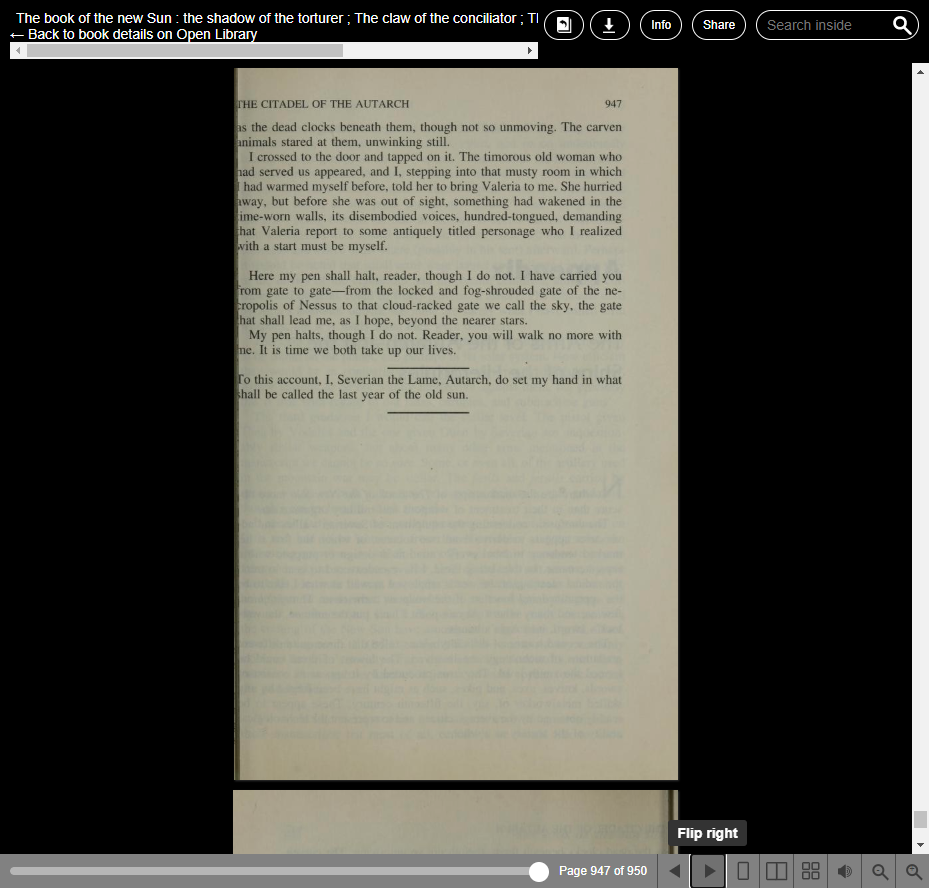 The book of the new Sun : the shadow of the torturer ; The claw of the conciliator ;
← Back to book details on Open Library
Info
Share
Search inside
THE CITADEL OF THE AUTARCH 947
as the dead clocks beneath them, though not so unmoving. The carven
animals stared at them, unwinking still.
I crossed to the door and tapped on it. The timorous old woman who
had served us appeared, and I, stepping into that musty room in which
I had warmed myself before, told her to bring Valeria to me. She hurried
away, but before she was out of sight, something had wakened in the
time-worn walls, its disembodied voices, hundred-tongued, demanding
that Valeria report to some antiquely titled personage who I realized
with a start must be myself.
Here my pen shall halt, reader, though I do not. I have carried you
from gate to gate—from the locked and fog-shrouded gate of the ne-
cropolis of Nessus to that cloud-racked gate we call the sky, the gate
that shall lead me, as I hope, beyond the nearer stars.
My pen halts, though I do not. Reader, you will walk no more with
me. It is time we both take up our lives.
To this account, I, Severian the Lame, Autarch, do set my hand in what
shall be called the last year of the old sun.
Flip right
Page 947 of 950